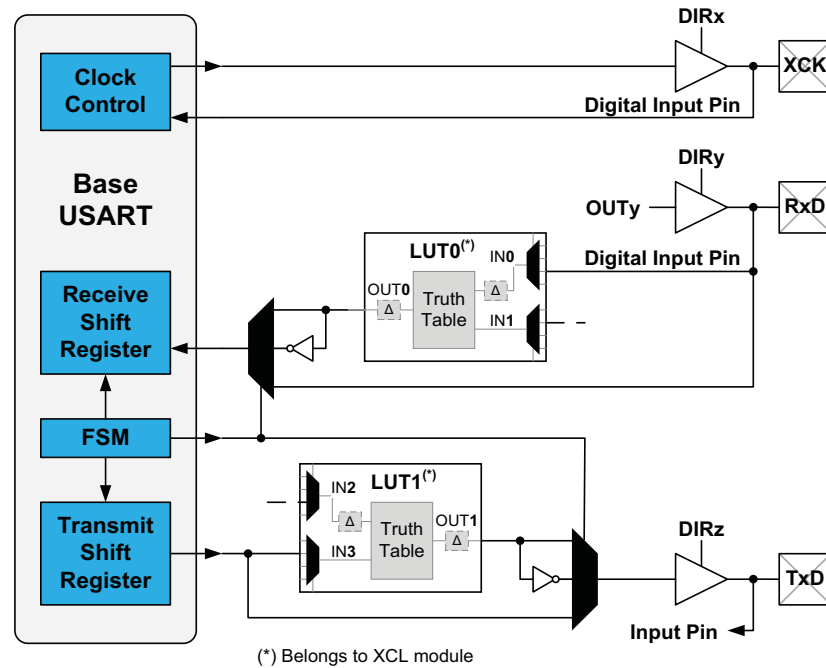 DIRx
Clock
Control
XCK
Digital Input Pin
Base
USART
DIRy
OUTy
RxD
LUT0(*)
IN0
Digital Input Pin
OUT0
Δ
Δ
Truth
Table
IN1
Receive
Shift
Register
FSM
LUT1(*)
IN2
Δ
Truth
Table
OUT1
Δ
IN3
Transmit
Shift
Register
DIRz
TxD
Input Pin
(*) Belongs to XCL module